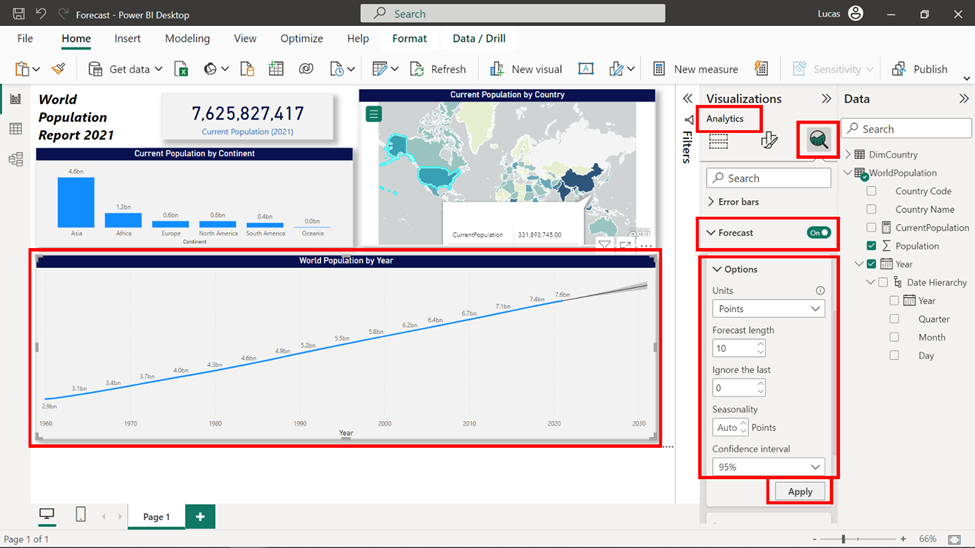 Forecast - Power BI Desktop
Search
Lucas
File Home Insert Modeling View Optimize Help Format Data / Drill
Get data Refresh New visual New measure Sensitivity Publish
World
Population
Report 2021
7,625,827,417
Current Population (2021)
Current Population by Continent
4.6bn
1.3bn
0.6bn
0.6bn
0.4bn
0.0bn
Asia Africa Europe North America South America Oceania
Continent
Current Population by Country
CurrentPopulation 331,893,745.00
World Population by Year
2.9bn
3.1bn
3.4bn
3.7bn
4.0bn
4.3bn
4.6bn
4.9bn
5.2bn
5.5bn
5.8bn
6.2bn
6.4bn
6.7bn
7.1bn
7.4bn
7.6bn
1960 1970 1980 1990 2000 2010 2020 2030
Year
Filters
Visualizations
Analytics
Search
Error bars
Forecast
On
Options
Units
Points
Forecast length
10
Ignore the last
0
Seasonality
Auto Points
Confidence interval
95%
Apply
Data
Search
DimCountry
WorldPopulation
Country Code
Country Name
CurrentPopulation
Population
Year
Date Hierarchy
Year
Quarter
Month
Day
Page 1
Page 1 of 1
66%